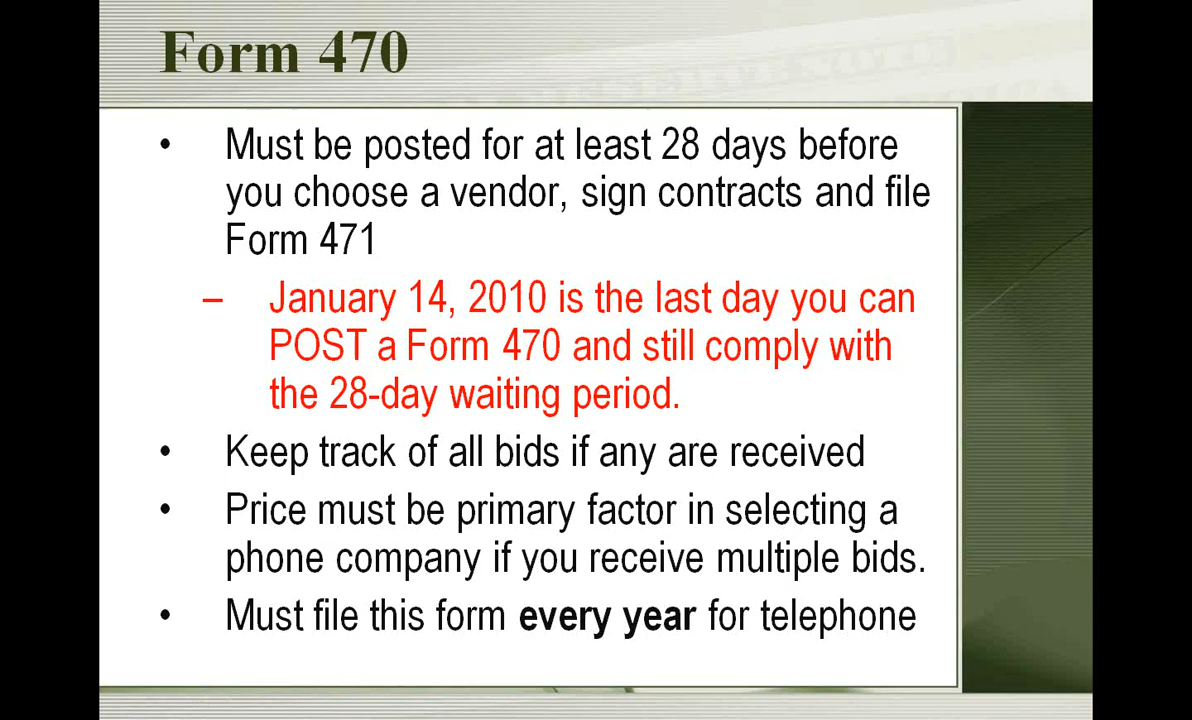 Form 470
• Must be posted for at least 28 days before
you choose a vendor, sign contracts and file
Form 471
– January 14, 2010 is the last day you can
POST a Form 470 and still comply with
the 28-day waiting period.
• Keep track of all bids if any are received
• Price must be primary factor in selecting a
phone company if you receive multiple bids.
• Must file this form every year for telephone